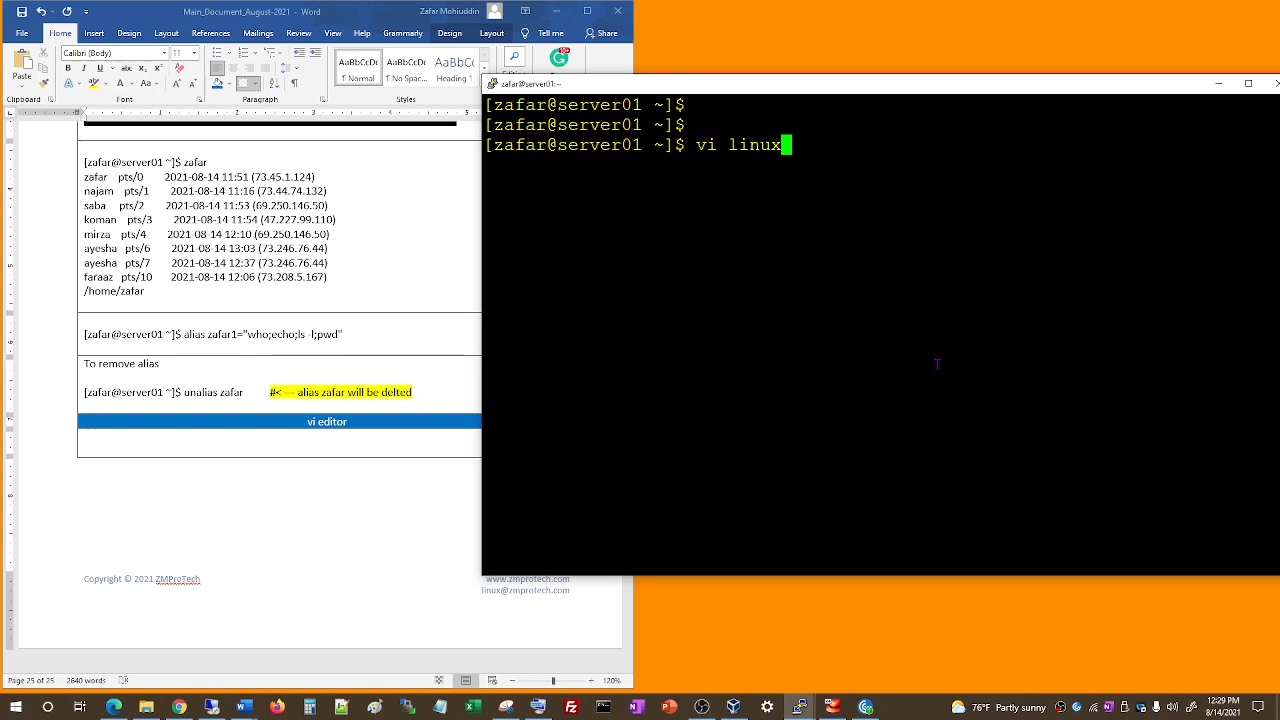 Main_Document_August-2021 - Word
Zafar Mohiuddin
File Home Insert Draw Design Layout References Mailings Review View Grammarly Design Layout Tell me Share
Paste
Calibri (Body) 11
B I U abc x₂ x²
AaBbCcDc AaBbCcDc AaBbCc
¶ Normal ¶ No Spac... Heading 1
Clipboard Font Paragraph Styles
[zafar@server01 ~]$ zafar
zafar pts/0 2021-08-14 11:51 (73.45.1.124)
najam pts/1 2021-08-14 11:16 (73.44.74.132)
saba pts/2 2021-08-14 11:53 (69.250.146.50)
koman pts/3 2021-08-14 11:54 (47.227.99.110)
mirza pts/4 2021-08-14 12:10 (69.250.146.50)
ayesha pts/6 2021-08-14 13:03 (73.246.76.44)
ayesha pts/7 2021-08-14 12:37 (73.246.76.44)
faraaz pts/10 2021-08-14 12:06 (73.208.5.167)
/home/zafar
[zafar@server01 ~]$ alias zafar1="who;echo;ls -l;pwd"
To remove alias
[zafar@server01 ~]$ unalias zafar #< --- alias zafar will be delted
vi editor
Copyright © 2021 ZMProTech
www.zmprotech.com
linux@zmprotech.com
Page 25 of 25 2640 words
120%
zafar@server01:~
[zafar@server01 ~]$
[zafar@server01 ~]$
[zafar@server01 ~]$ vi linux
76°F Partly sunny
12:29 PM
8/14/2021